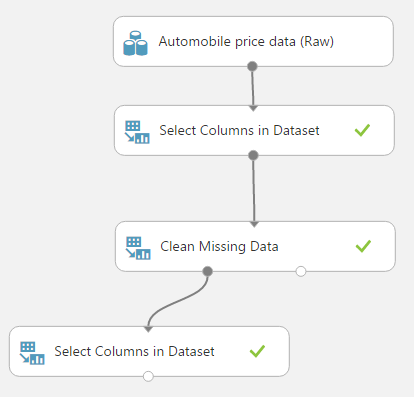 Automobile price data (Raw)
Select Columns in Dataset
Clean Missing Data
Select Columns in Dataset